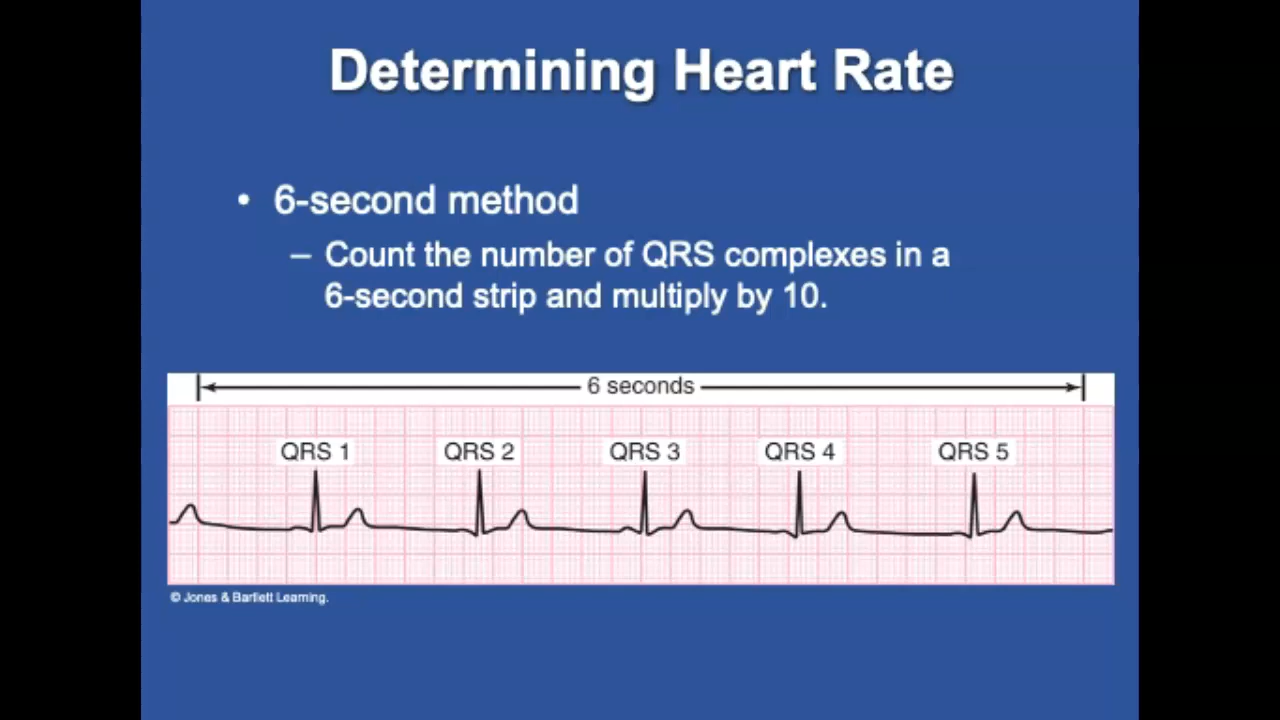 Determining Heart Rate
• 6-second method
– Count the number of QRS complexes in a
6-second strip and multiply by 10.
6 seconds
QRS 1 QRS 2 QRS 3 QRS 4 QRS 5
© Jones & Bartlett Learning.